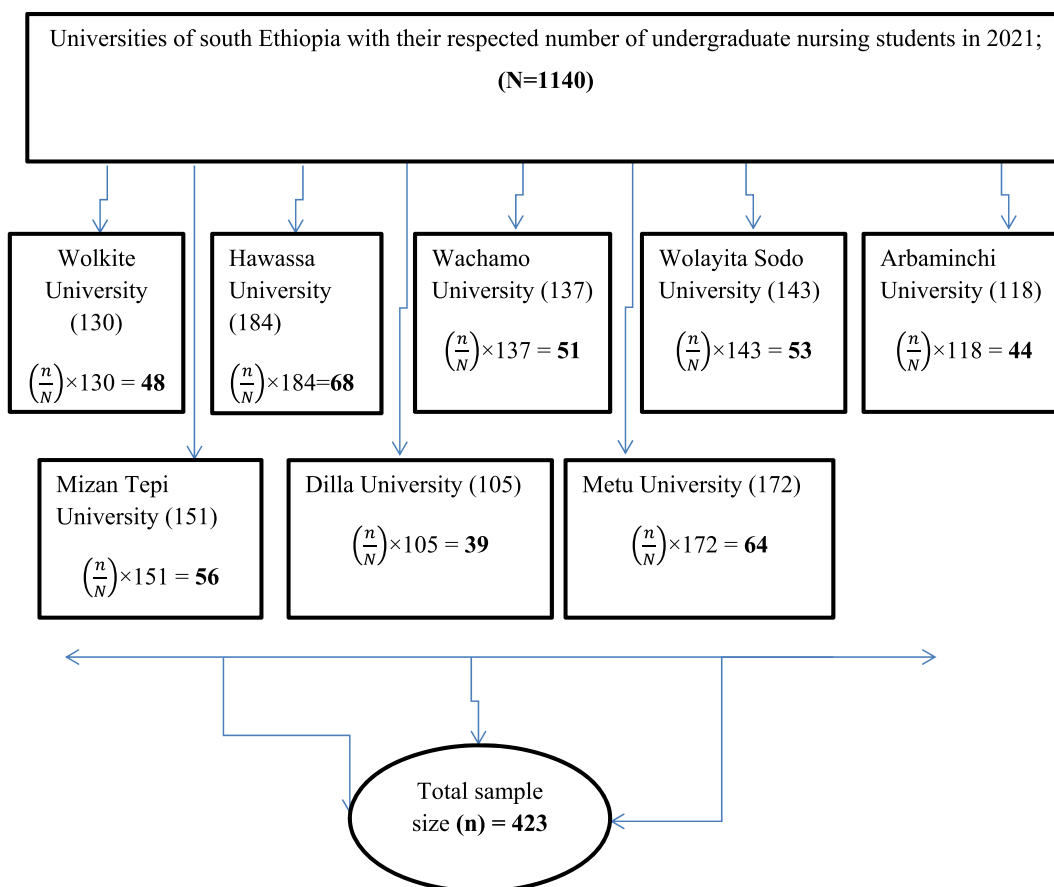 Universities of south Ethiopia with their respected number of undergraduate nursing students in 2021;
(N=1140)
Wolkite
University
(130)
(n/N)×130 = 48
Hawassa
University
(184)
(n/N)×184=68
Wachamo
University (137)
(n/N)×137 = 51
Wolayita Sodo
University (143)
(n/N)×143 = 53
Arbaminchi
University (118)
(n/N)×118 = 44
Mizan Tepi
University (151)
(n/N)×151 = 56
Dilla University (105)
(n/N)×105 = 39
Metu University (172)
(n/N)×172 = 64
Total sample
size (n) = 423